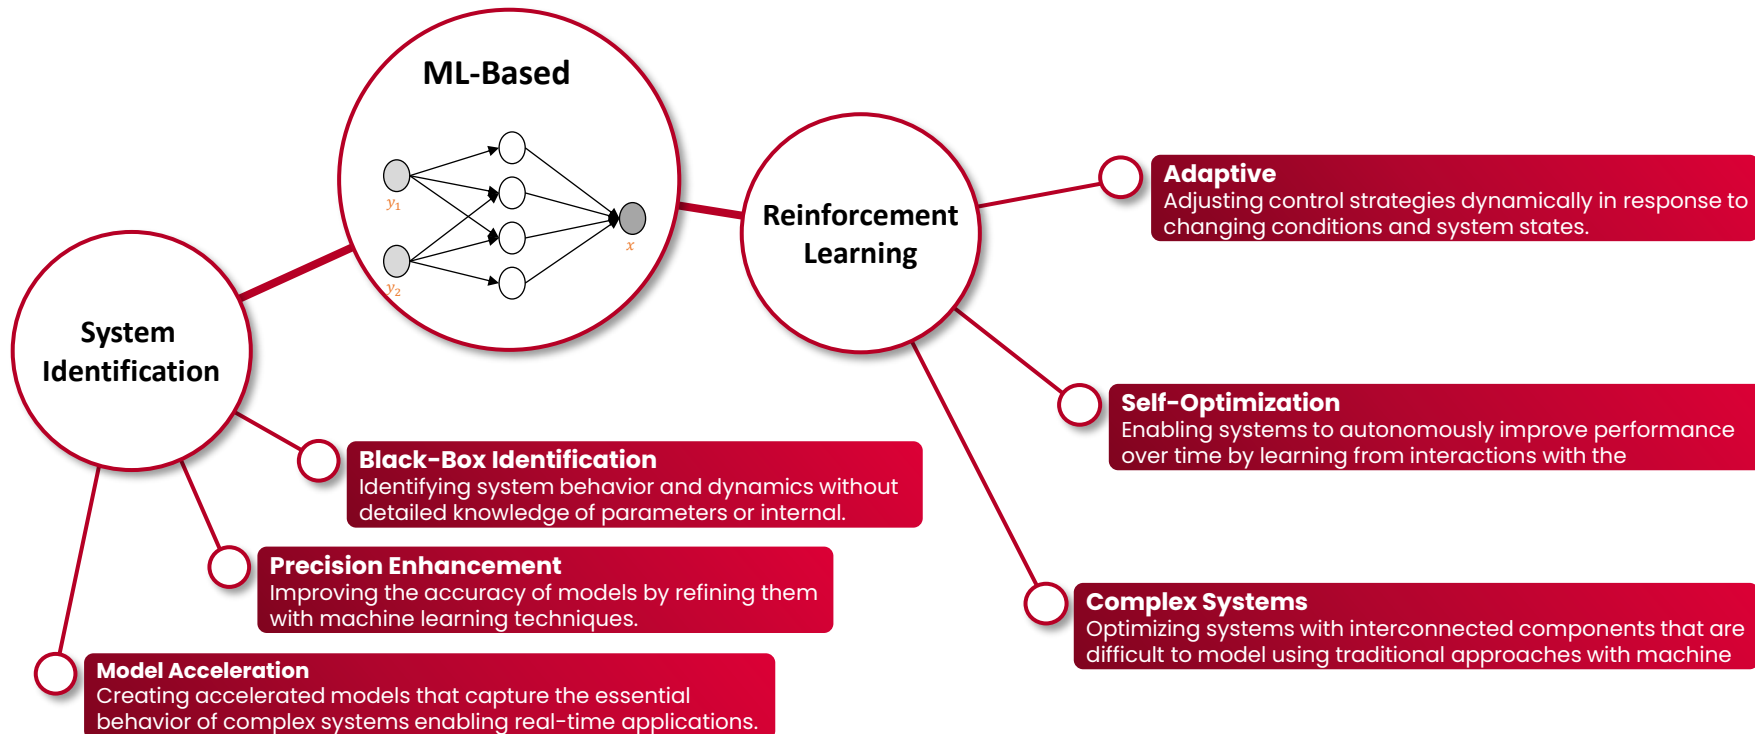 ML-Based
y₁
y₂
x
System
Identification
Reinforcement
Learning
Black-Box Identification
Identifying system behavior and dynamics without
detailed knowledge of parameters or internal.
Precision Enhancement
Improving the accuracy of models by refining them
with machine learning techniques.
Model Acceleration
Creating accelerated models that capture the essential
behavior of complex systems enabling real-time applications.
Adaptive
Adjusting control strategies dynamically in response to
changing conditions and system states.
Self-Optimization
Enabling systems to autonomously improve performance
over time by learning from interactions with the
Complex Systems
Optimizing systems with interconnected components that are
difficult to model using traditional approaches with machine